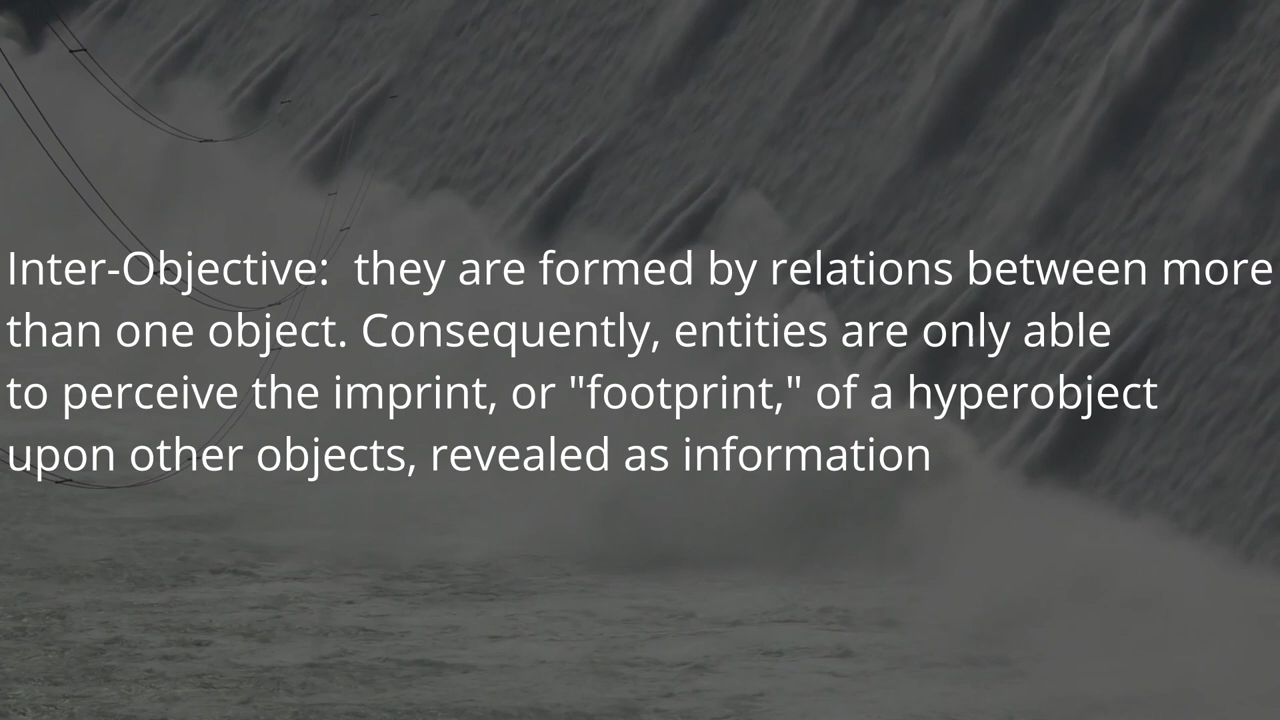 Inter-Objective:  they are formed by relations between more
than one object. Consequently, entities are only able
to perceive the imprint, or "footprint," of a hyperobject
upon other objects, revealed as information